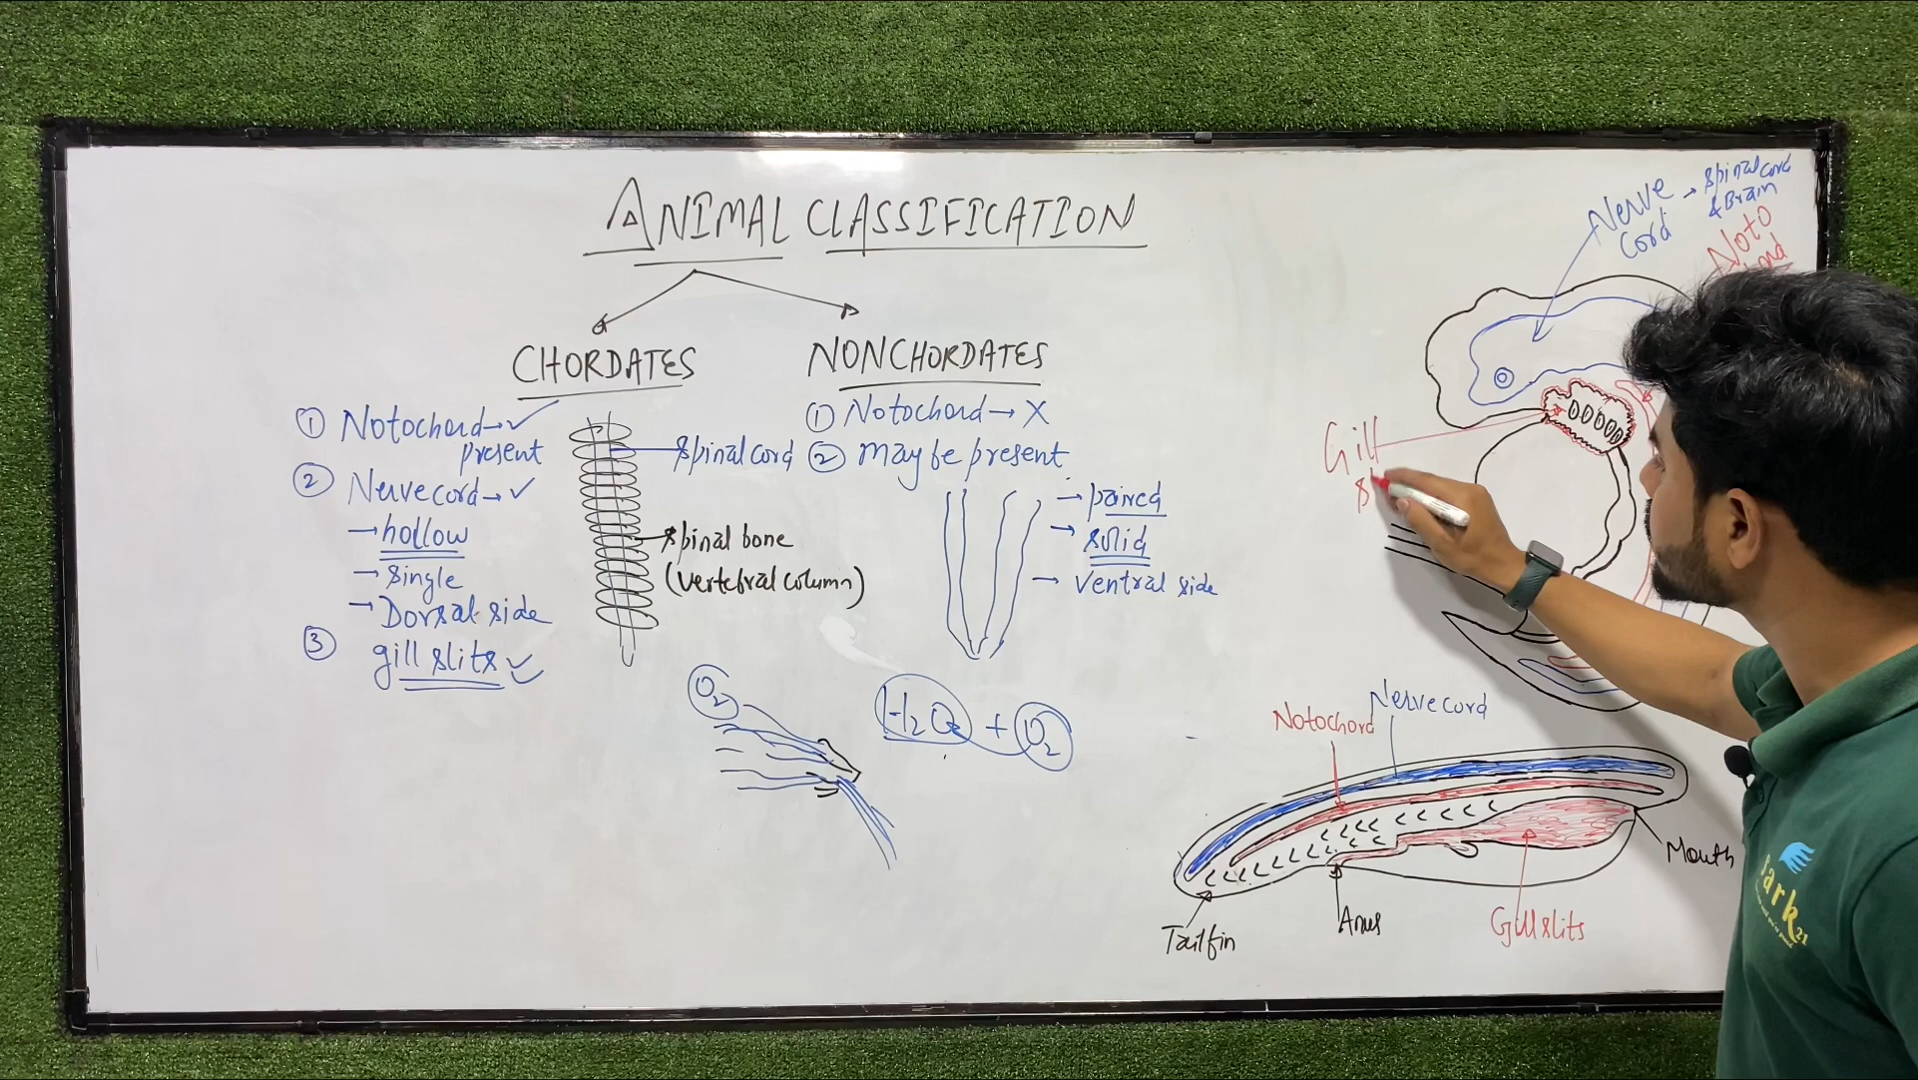 ANIMAL CLASSIFICATION
CHORDATES
① Notochord → ✓
present
② Nerve cord → ✓
→ hollow
→ single
→ Dorsal side
③ gill slits ✓
spinal cord
spinal bone
(vertebral column)
NONCHORDATES
① Notochord → X
② may be present
→ paired
→ solid
→ ventral side
O₂
H₂O + O₂
Nerve
cord → spinal cord
& Brain
Noto
Gill
s
Notochord
Nerve cord
Mouth
Tail fin
Anus
Gill slits